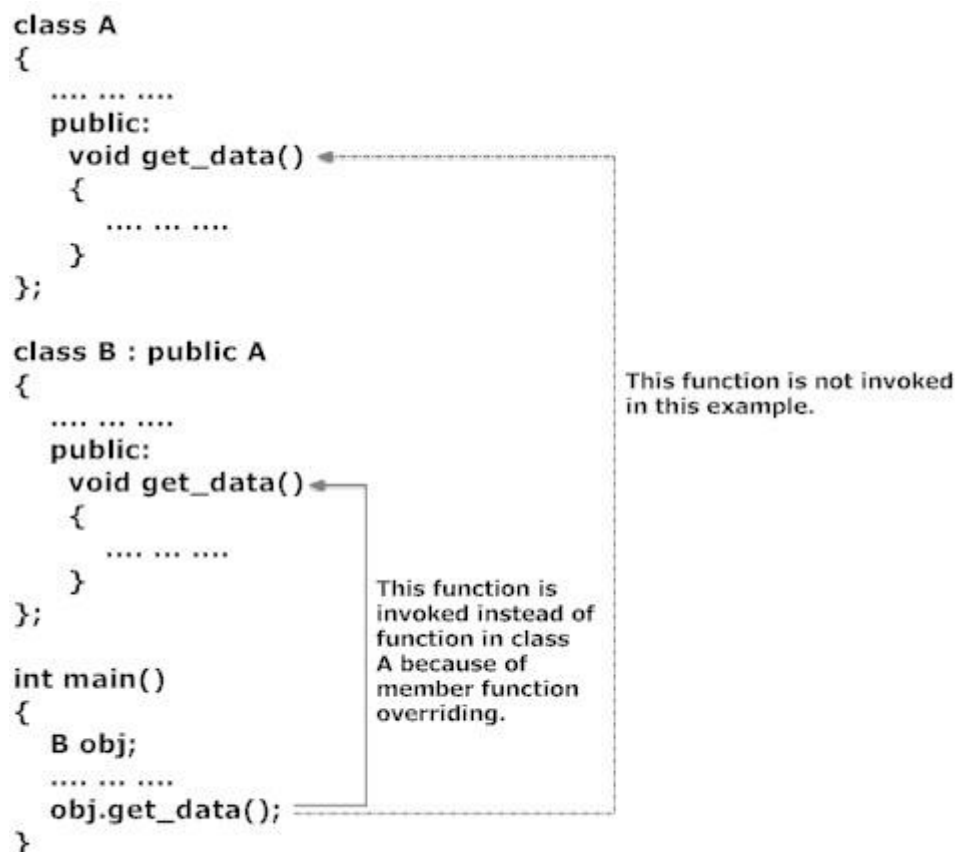 class A
{
.... ... ....
public:
void get_data()
{
.... ... ....
}
};
class B : public A
{
.... ... ....
public:
void get_data()
{
.... ... ....
}
};
int main()
{
B obj;
.... ... ....
obj.get_data();
}
This function is not invoked
in this example.
This function is
invoked instead of
function in class
A because of
member function
overriding.